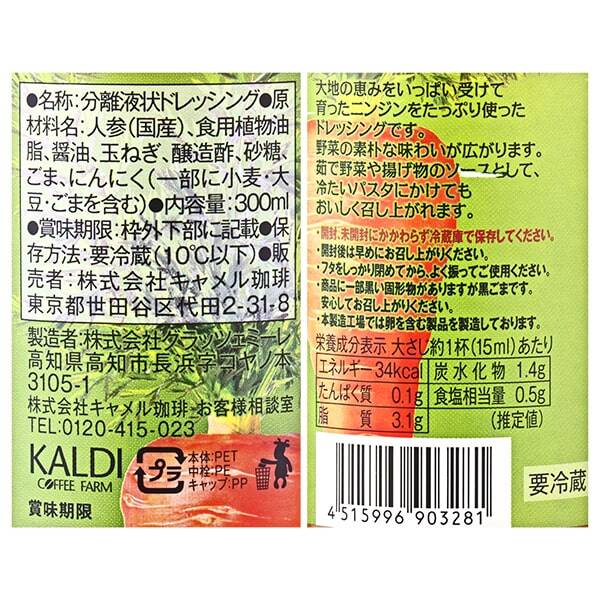 ●名称:分離液状ドレッシング●原
材料名:人参(国産)、食用植物油
脂、醤油、玉ねぎ、醸造酢、砂糖、
ごま、にんにく(一部に小麦・大
豆・ごまを含む)●内容量:300ml
●賞味期限:枠外下部に記載●保
存方法:要冷蔵(10℃以下)●販
売者:株式会社キャメル珈琲
東京都世田谷区代田2-31-8
製造者:株式会社グラッツェミーレ
高知県高知市長浜字コヤノ本
3105-1
株式会社キャメル珈琲 お客様相談室
TEL:0120-415-023
KALDI
COFFEE FARM
プラ
本体:PET
中栓:PE
キャップ:PP
賞味期限
大地の恵みをいっぱい受けて
育ったニンジンをたっぷり使った
ドレッシングです。
野菜の素朴な味わいが広がります。
茹で野菜や揚げ物のソースとして、
冷たいパスタにかけても
おいしく召し上がれます。
・開封、未開封にかかわらず冷蔵庫で保存してください。
・開封後は早めにお召し上がりください。
・フタをしっかり閉めてから、よく振ってご使用ください。
・商品に一部黒い固形物がありますが黒ごまです。
安心してお召し上がりください。
・本製造工場では卵を含む製品を製造しております。
栄養成分表示 大さじ約1杯(15ml)あたり
エネルギー 34kcal 炭水化物 1.4g
たんぱく質 0.1g 食塩相当量 0.5g
脂質 3.1g (推定値)
4 515996 903281
要冷蔵